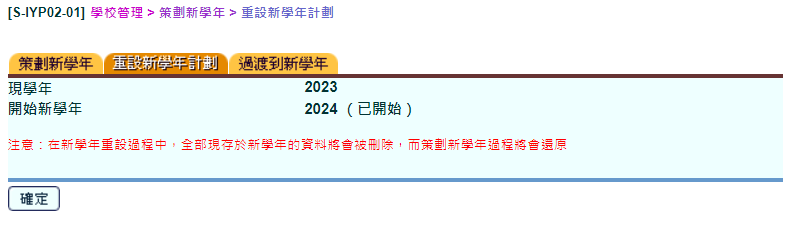 [S-IYP02-01] 學校管理 > 策劃新學年 > 重設新學年計劃
策劃新學年 重設新學年計劃 過渡到新學年
現學年 2023
開始新學年 2024 （已開始）
注意：在新學年重設過程中，全部現存於新學年的資料將會被刪除，而策劃新學年過程將會還原
確定